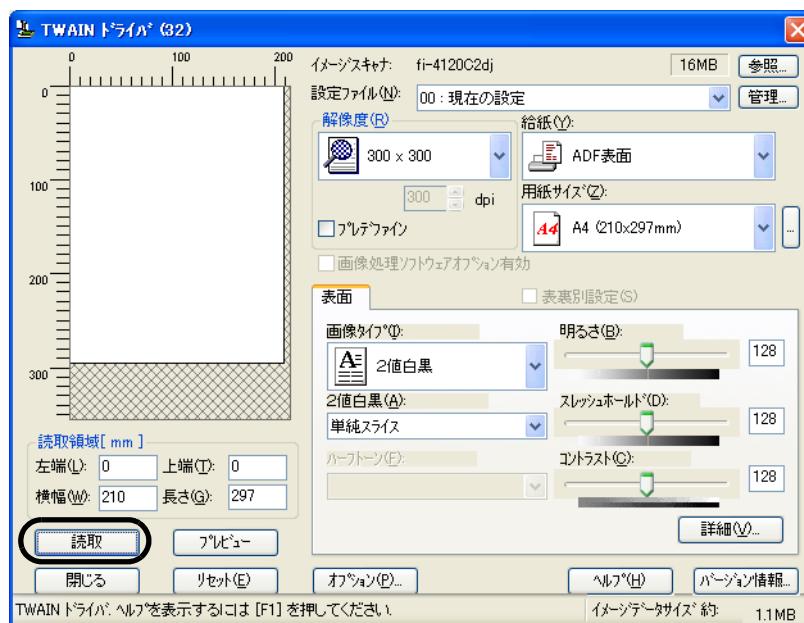 TWAIN ドライバ (32)
0 100 200
0
100
200
300
イメージスキャナ: fi-4120C2dj 16MB 参照...
設定ファイル(N): 00 : 現在の設定 管理...
解像度(R) 給紙(Y):
300 × 300 ADF表面
300 dpi 用紙サイズ(Z):
プレデファイン A4 A4 (210x297mm) ...
画像処理ソフトウェアオプション有効
表面 表裏別設定(S)
画像タイプ(I): 明るさ(B):
A 2値白黒 128
2値白黒(A): スレッショホールド(D):
単純スライス 128
ハーフトーン(F): コントラスト(C):
128
詳細(V)...
読取領域[ mm ]
左端(L): 0 上端(T): 0
横幅(W): 210 長さ(G): 297
読取 プレビュー
閉じる リセット(E) オプション(P)... ヘルプ(H) バージョン情報...
TWAIN ドライバ. ヘルプを表示するには [F1] を押してください. イメージデータサイズ 約: 1.1MB